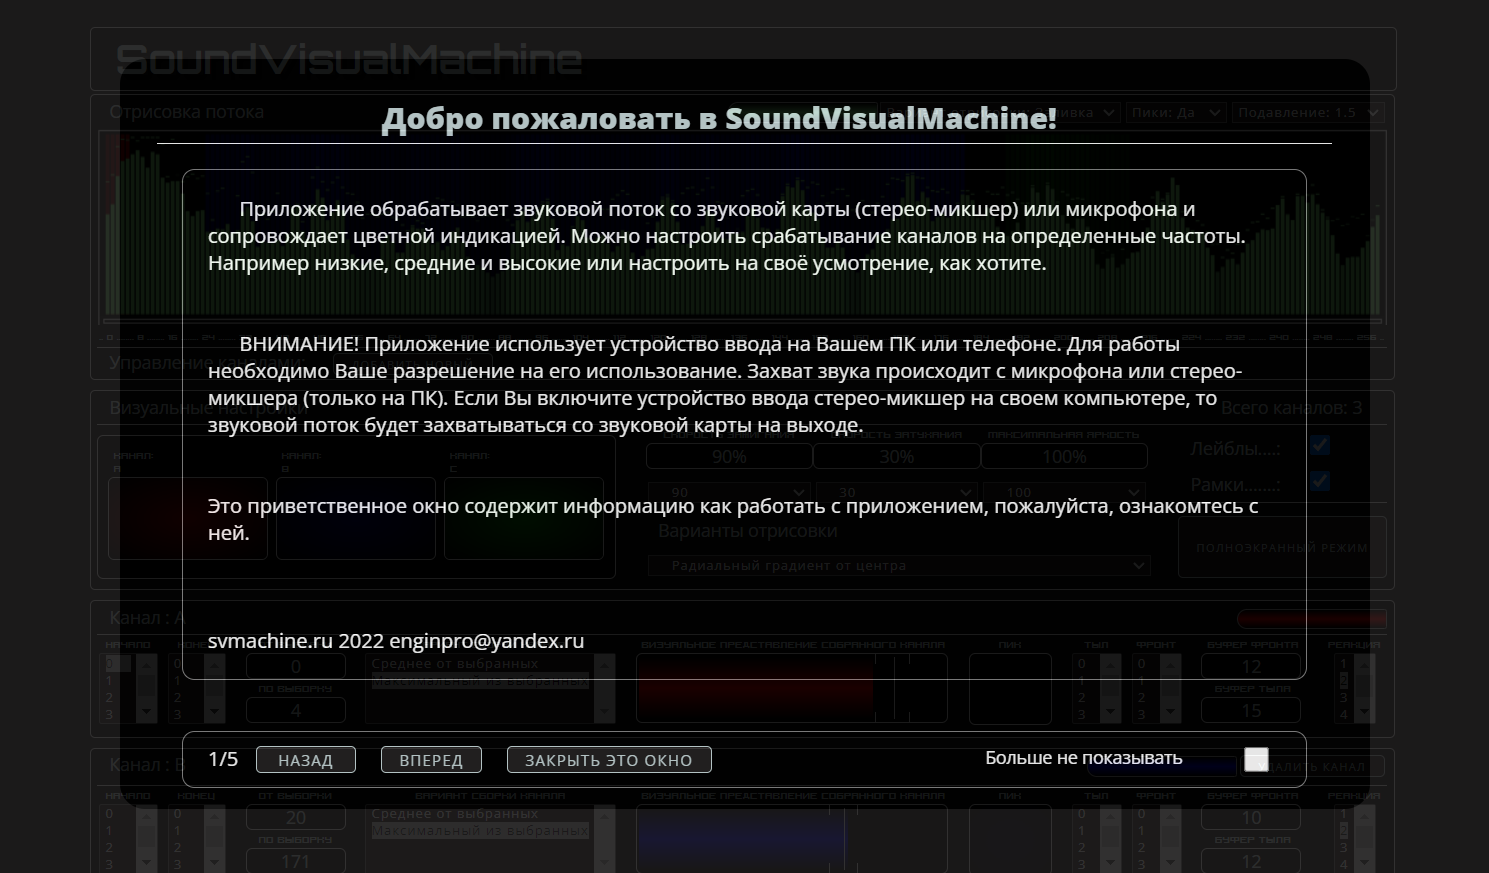 SoundVisualMachine
Отрисовка потока
Пики: Да
Подавление: 1.5
Добро пожаловать в SoundVisualMachine!
Приложение обрабатывает звуковой поток со звуковой карты (стерео-микшер) или микрофона и
сопровождает цветной индикацией. Можно настроить срабатывание каналов на определенные частоты.
Например низкие, средние и высокие или настроить на своё усмотрение, как хотите.
ВНИМАНИЕ! Приложение использует устройство ввода на Вашем ПК или телефоне. Для работы
необходимо Ваше разрешение на его использование. Захват звука происходит с микрофона или стерео-
микшера (только на ПК). Если Вы включите устройство ввода стерео-микшер на своем компьютере, то
звуковой поток будет захватываться со звуковой карты на выходе.
Управление каналами:
Визуальные настройки
Всего каналов: 3
90% 30% 100%
Лейблы....:
90 30 100
Рамки.......:
Это приветственное окно содержит информацию как работать с приложением, пожалуйста, ознакомтесь с
ней.
Варианты отрисовки
ПОЛНОЭКРАННЫЙ РЕЖИМ
Радиальный градиент от центра
Канал : A
svmachine.ru 2022 enginpro@yandex.ru
Среднее от выбранных
Максимальный из выбранных
0
12
4
15
1/5 НАЗАД ВПЕРЕД ЗАКРЫТЬ ЭТО ОКНО Больше не показывать
Канал : B
УДАЛИТЬ КАНАЛ
Среднее от выбранных
Максимальный из выбранных
20
10
171
12